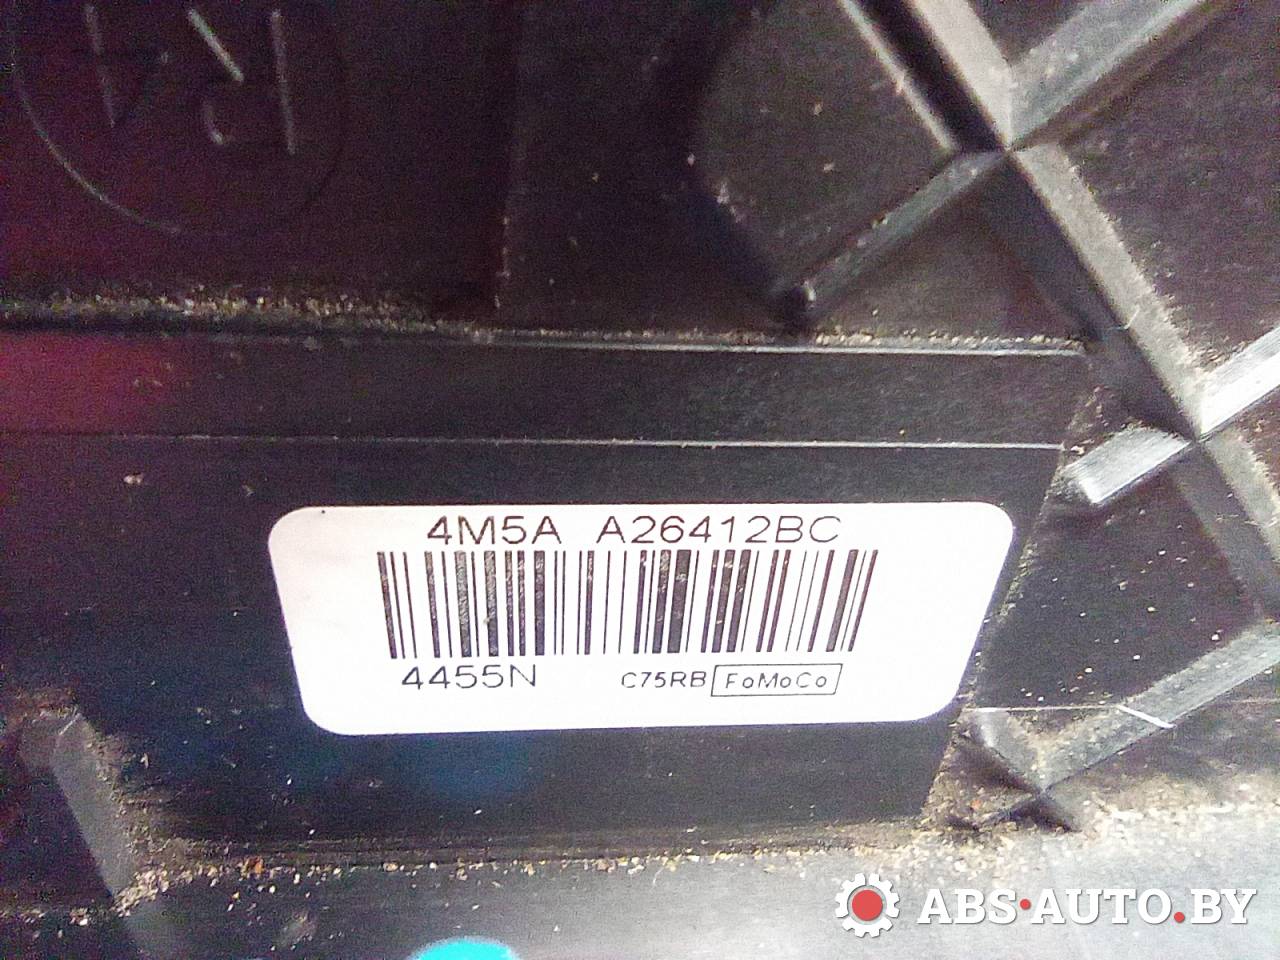 4M5A A26412BC
4455N C75RB FoMoCo
ABS·AUTO.BY